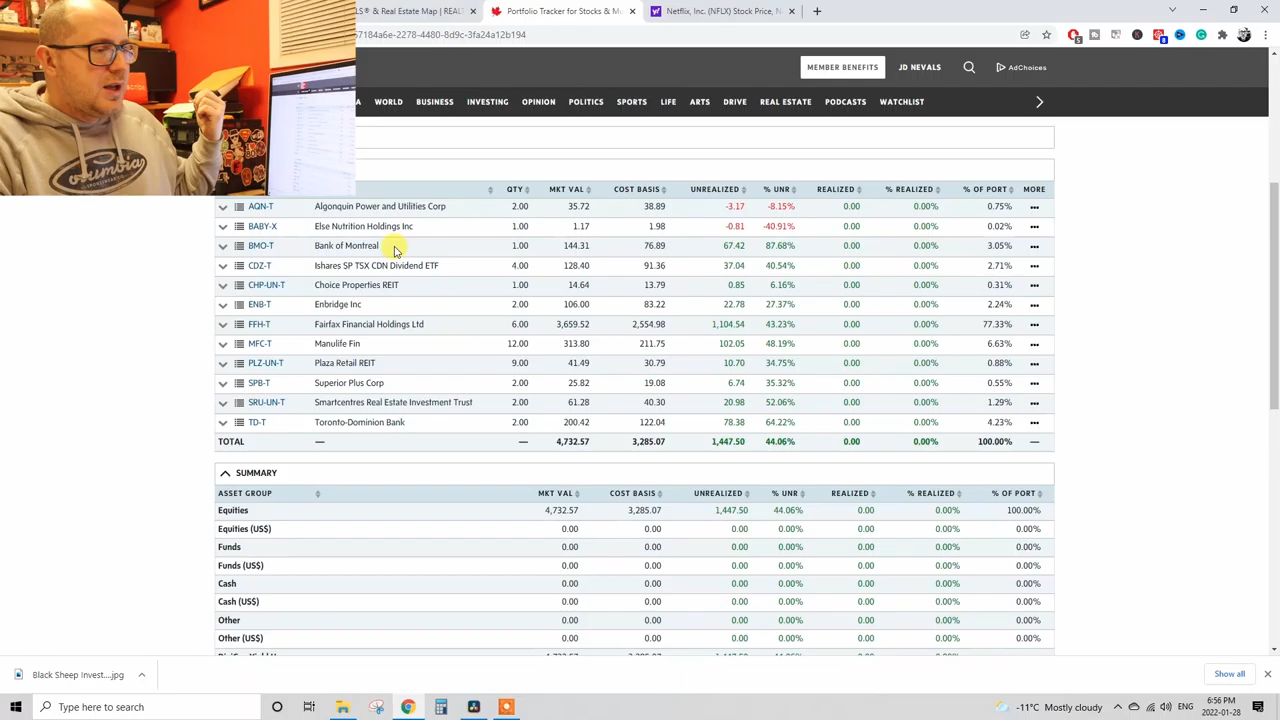 LS® & Real Estate Map | REAL
Portfolio Tracker for Stocks & M
Netflix, Inc. (NFLX) Stock Price, N
57184a6e-2278-4480-8d9c-3fa24a12b194
MEMBER BENEFITS JD NEVALS AdChoices
WORLD BUSINESS INVESTING OPINION POLITICS SPORTS LIFE ARTS DRIVE REAL ESTATE PODCASTS WATCHLIST
QTY MKT VAL COST BASIS UNREALIZED % UNR REALIZED % REALIZED % OF PORT MORE
AQN-T Algonquin Power and Utilities Corp 2.00 35.72 38.89 -3.17 -8.15% 0.00 0.00% 0.75% •••
BABY-X Else Nutrition Holdings Inc 1.00 1.17 1.98 -0.81 -40.91% 0.00 0.00% 0.02% •••
BMO-T Bank of Montreal 1.00 144.31 76.89 67.42 87.68% 0.00 0.00% 3.05% •••
CDZ-T Ishares SP TSX CDN Dividend ETF 4.00 128.40 91.36 37.04 40.54% 0.00 0.00% 2.71% •••
CHP-UN-T Choice Properties REIT 1.00 14.64 13.79 0.85 6.16% 0.00 0.00% 0.31% •••
ENB-T Enbridge Inc 2.00 106.00 83.22 22.78 27.37% 0.00 0.00% 2.24% •••
FFH-T Fairfax Financial Holdings Ltd 6.00 3,659.52 2,554.98 1,104.54 43.23% 0.00 0.00% 77.33% •••
MFC-T Manulife Fin 12.00 313.80 211.75 102.05 48.19% 0.00 0.00% 6.63% •••
PLZ-UN-T Plaza Retail REIT 9.00 41.49 30.79 10.70 34.75% 0.00 0.00% 0.88% •••
SPB-T Superior Plus Corp 2.00 25.82 19.08 6.74 35.32% 0.00 0.00% 0.55% •••
SRU-UN-T Smartcentres Real Estate Investment Trust 2.00 61.28 40.30 20.98 52.06% 0.00 0.00% 1.29% •••
TD-T Toronto-Dominion Bank 2.00 200.42 122.04 78.38 64.22% 0.00 0.00% 4.23% •••
TOTAL — — 4,732.57 3,285.07 1,447.50 44.06% 0.00 0.00% 100.00% —
SUMMARY
ASSET GROUP MKT VAL COST BASIS UNREALIZED % UNR REALIZED % REALIZED % OF PORT
Equities 4,732.57 3,285.07 1,447.50 44.06% 0.00 0.00% 100.00%
Equities (US$) 0.00 0.00 0.00 0.00% 0.00 0.00% 0.00%
Funds 0.00 0.00 0.00 0.00% 0.00 0.00% 0.00%
Funds (US$) 0.00 0.00 0.00 0.00% 0.00 0.00% 0.00%
Cash 0.00 0.00 0.00 0.00% 0.00 0.00% 0.00%
Cash (US$) 0.00 0.00 0.00 0.00% 0.00 0.00% 0.00%
Other 0.00 0.00 0.00 0.00% 0.00 0.00% 0.00%
Other (US$) 0.00 0.00 0.00 0.00% 0.00 0.00% 0.00%
Black Sheep Invest....jpg
Show all
Type here to search
-11°C Mostly cloudy
ENG
6:56 PM
2022-01-28
Columbia